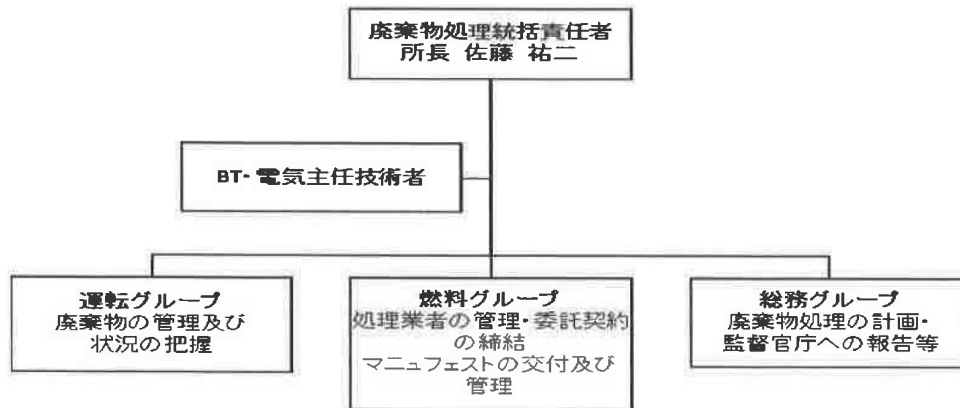 廃棄物処理統括責任者
所長 佐藤 祐二
BT・電気主任技術者
運転グループ
廃棄物の管理及び
状況の把握
燃料グループ
処理業者の管理・委託契約
の締結
マニュフェストの交付及び
管理
総務グループ
廃棄物処理の計画・
監督官庁への報告等